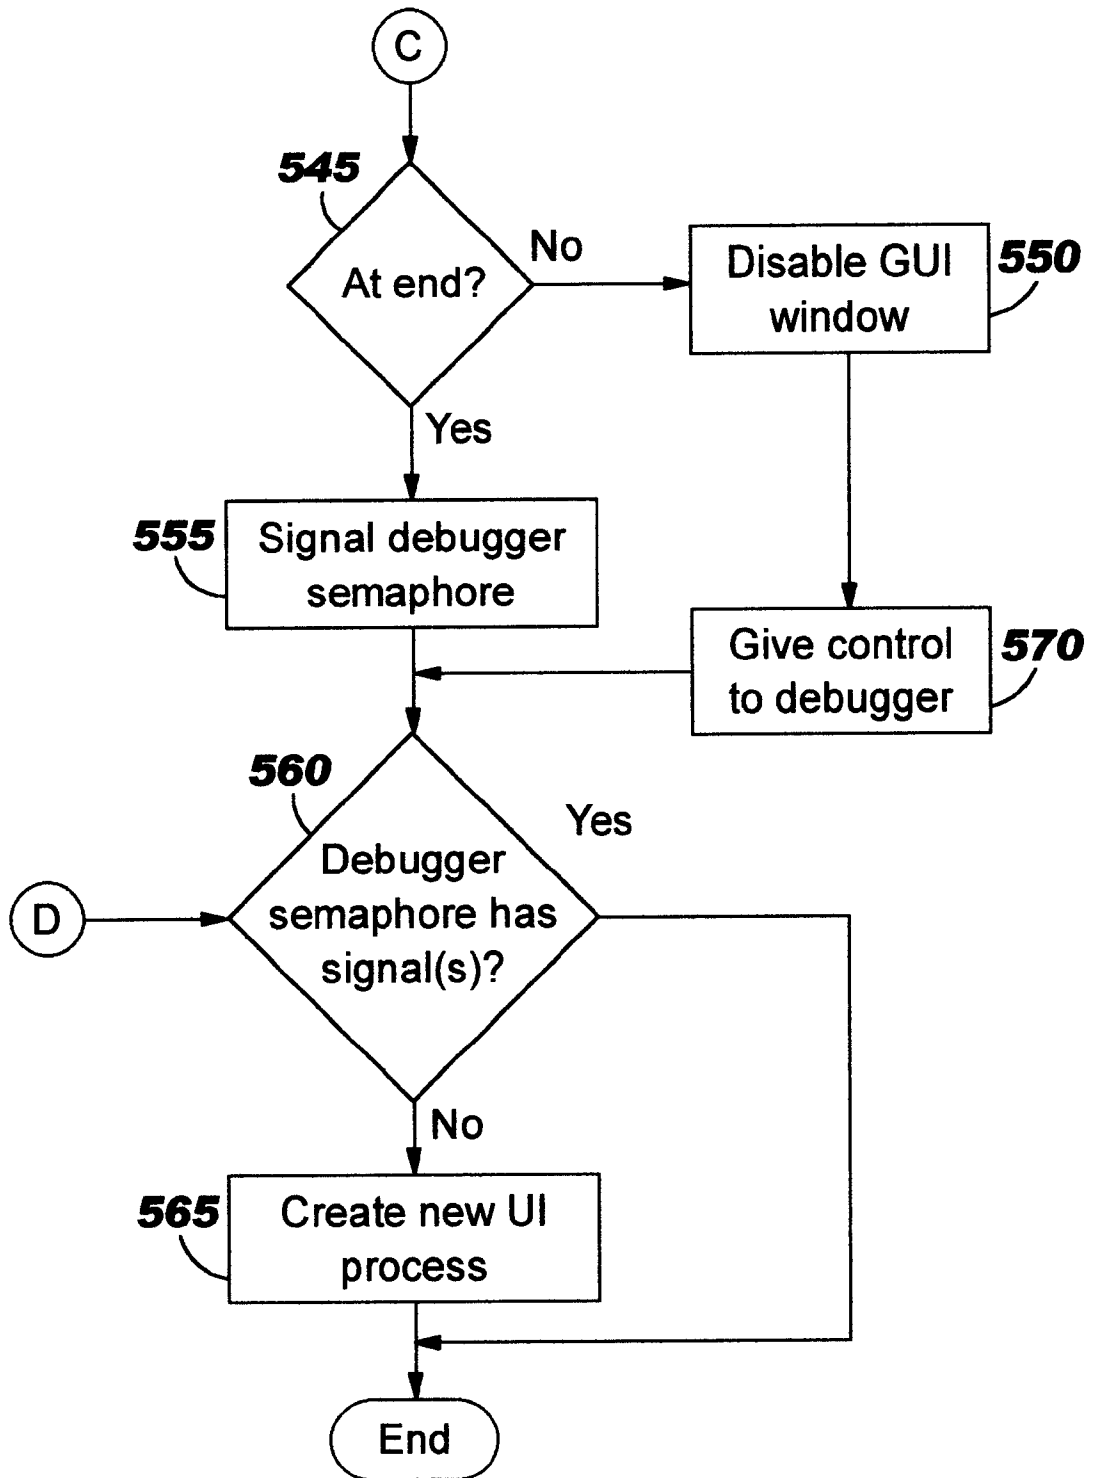 C
545
At end?
No
Disable GUI
window
550
Yes
555
Signal debugger
semaphore
Give control
to debugger
570
560
Yes
Debugger
semaphore has
signal(s)?
D
No
565
Create new UI
process
End